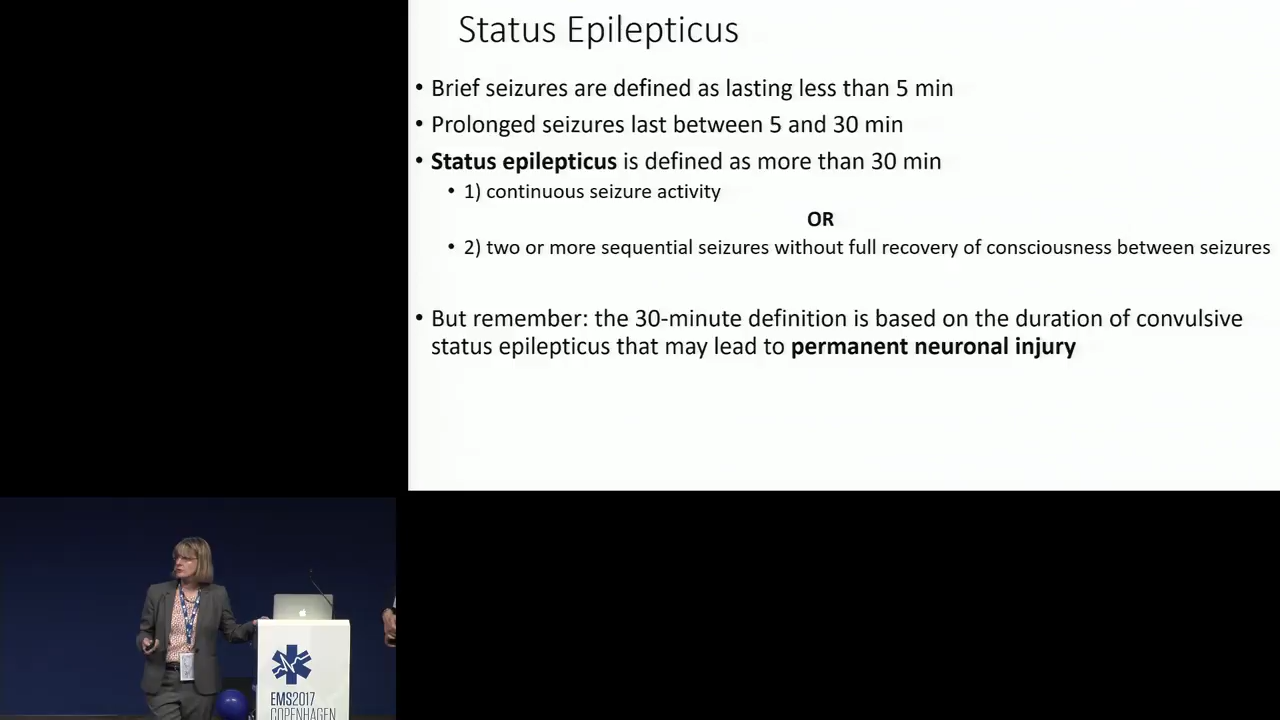 Status Epilepticus
• Brief seizures are defined as lasting less than 5 min
• Prolonged seizures last between 5 and 30 min
• Status epilepticus is defined as more than 30 min
• 1) continuous seizure activity
OR
• 2) two or more sequential seizures without full recovery of consciousness between seizures
• But remember: the 30-minute definition is based on the duration of convulsive
status epilepticus that may lead to permanent neuronal injury
EMS2017
COPENHAGEN